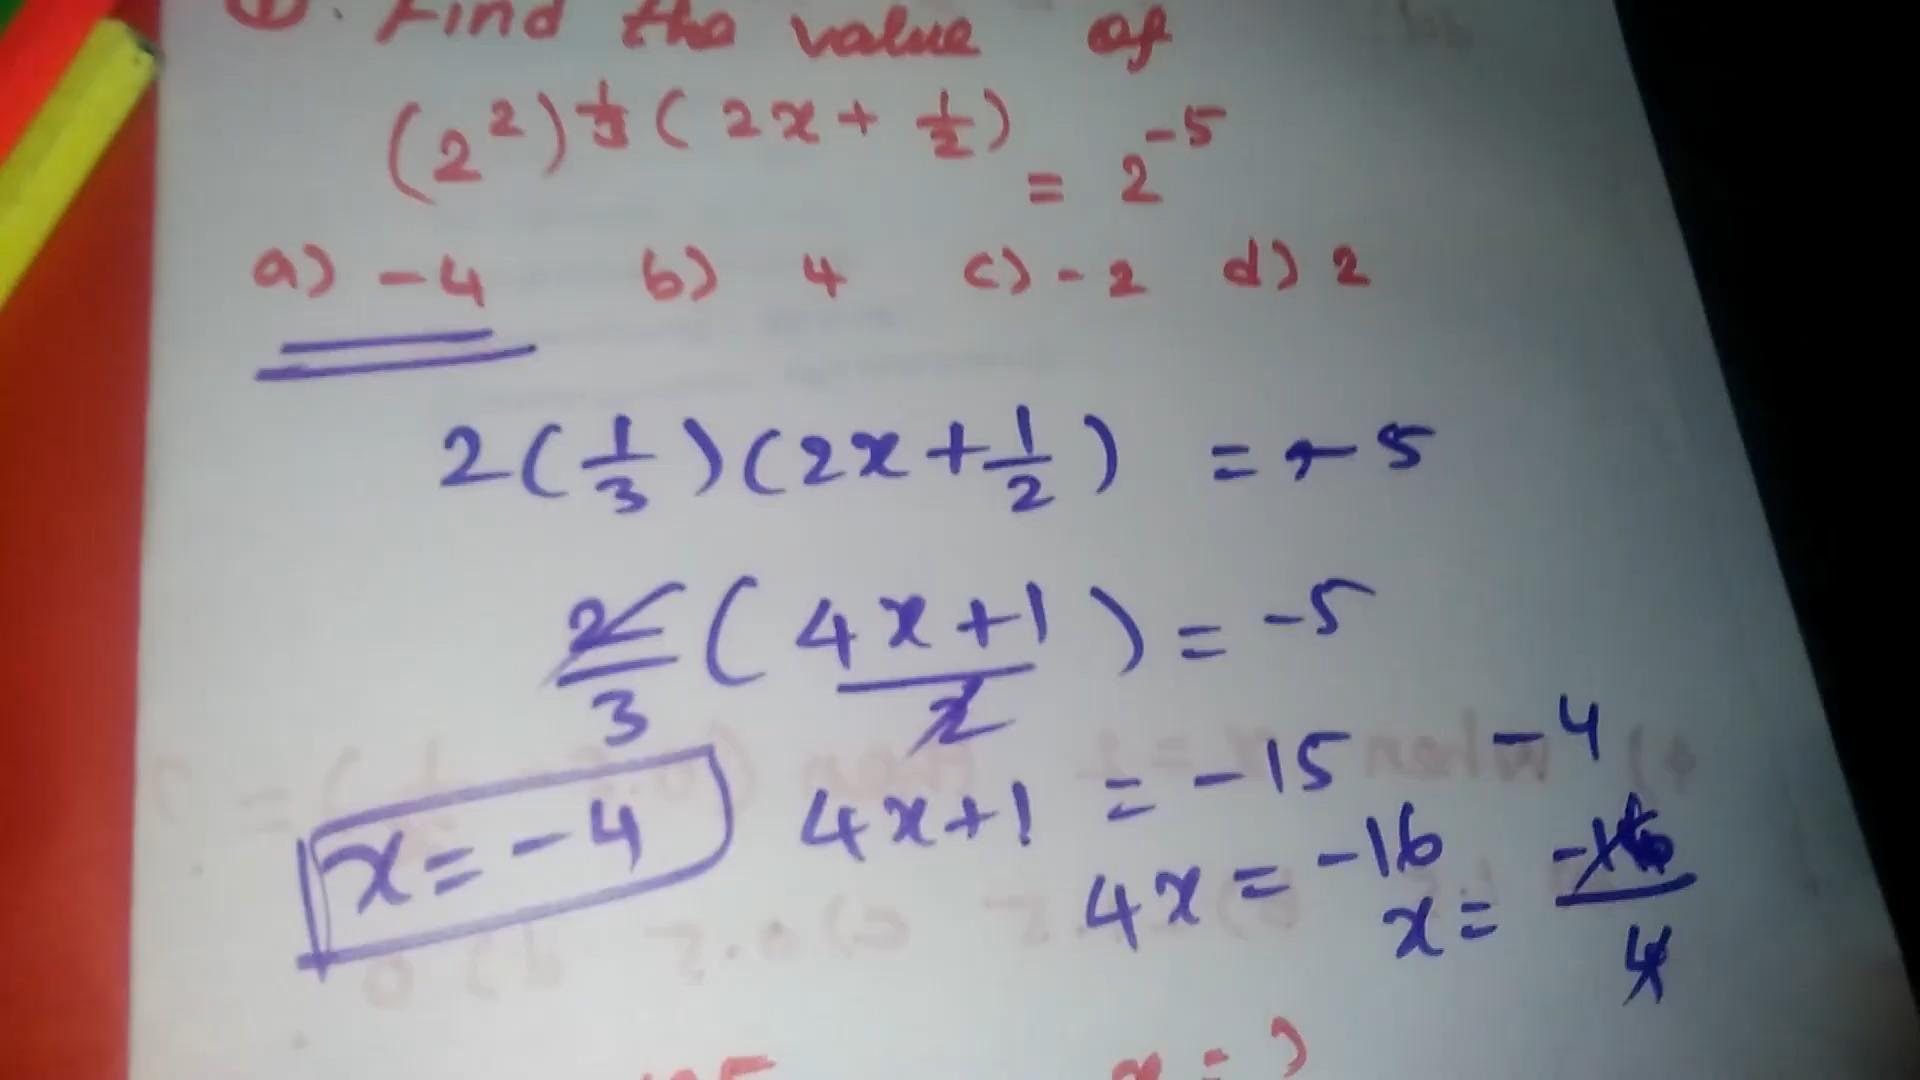 ①. Find the value of
(2²)^⅓(2x + ½) = 2⁻⁵
a) -4 b) 4 c) -2 d) 2
2(1/3)(2x+1/2) = -5
2/3(4x+1/2) = -5
4x+1 = -15
4x = -16
x = -16/4 -4
x = -4
x = ?